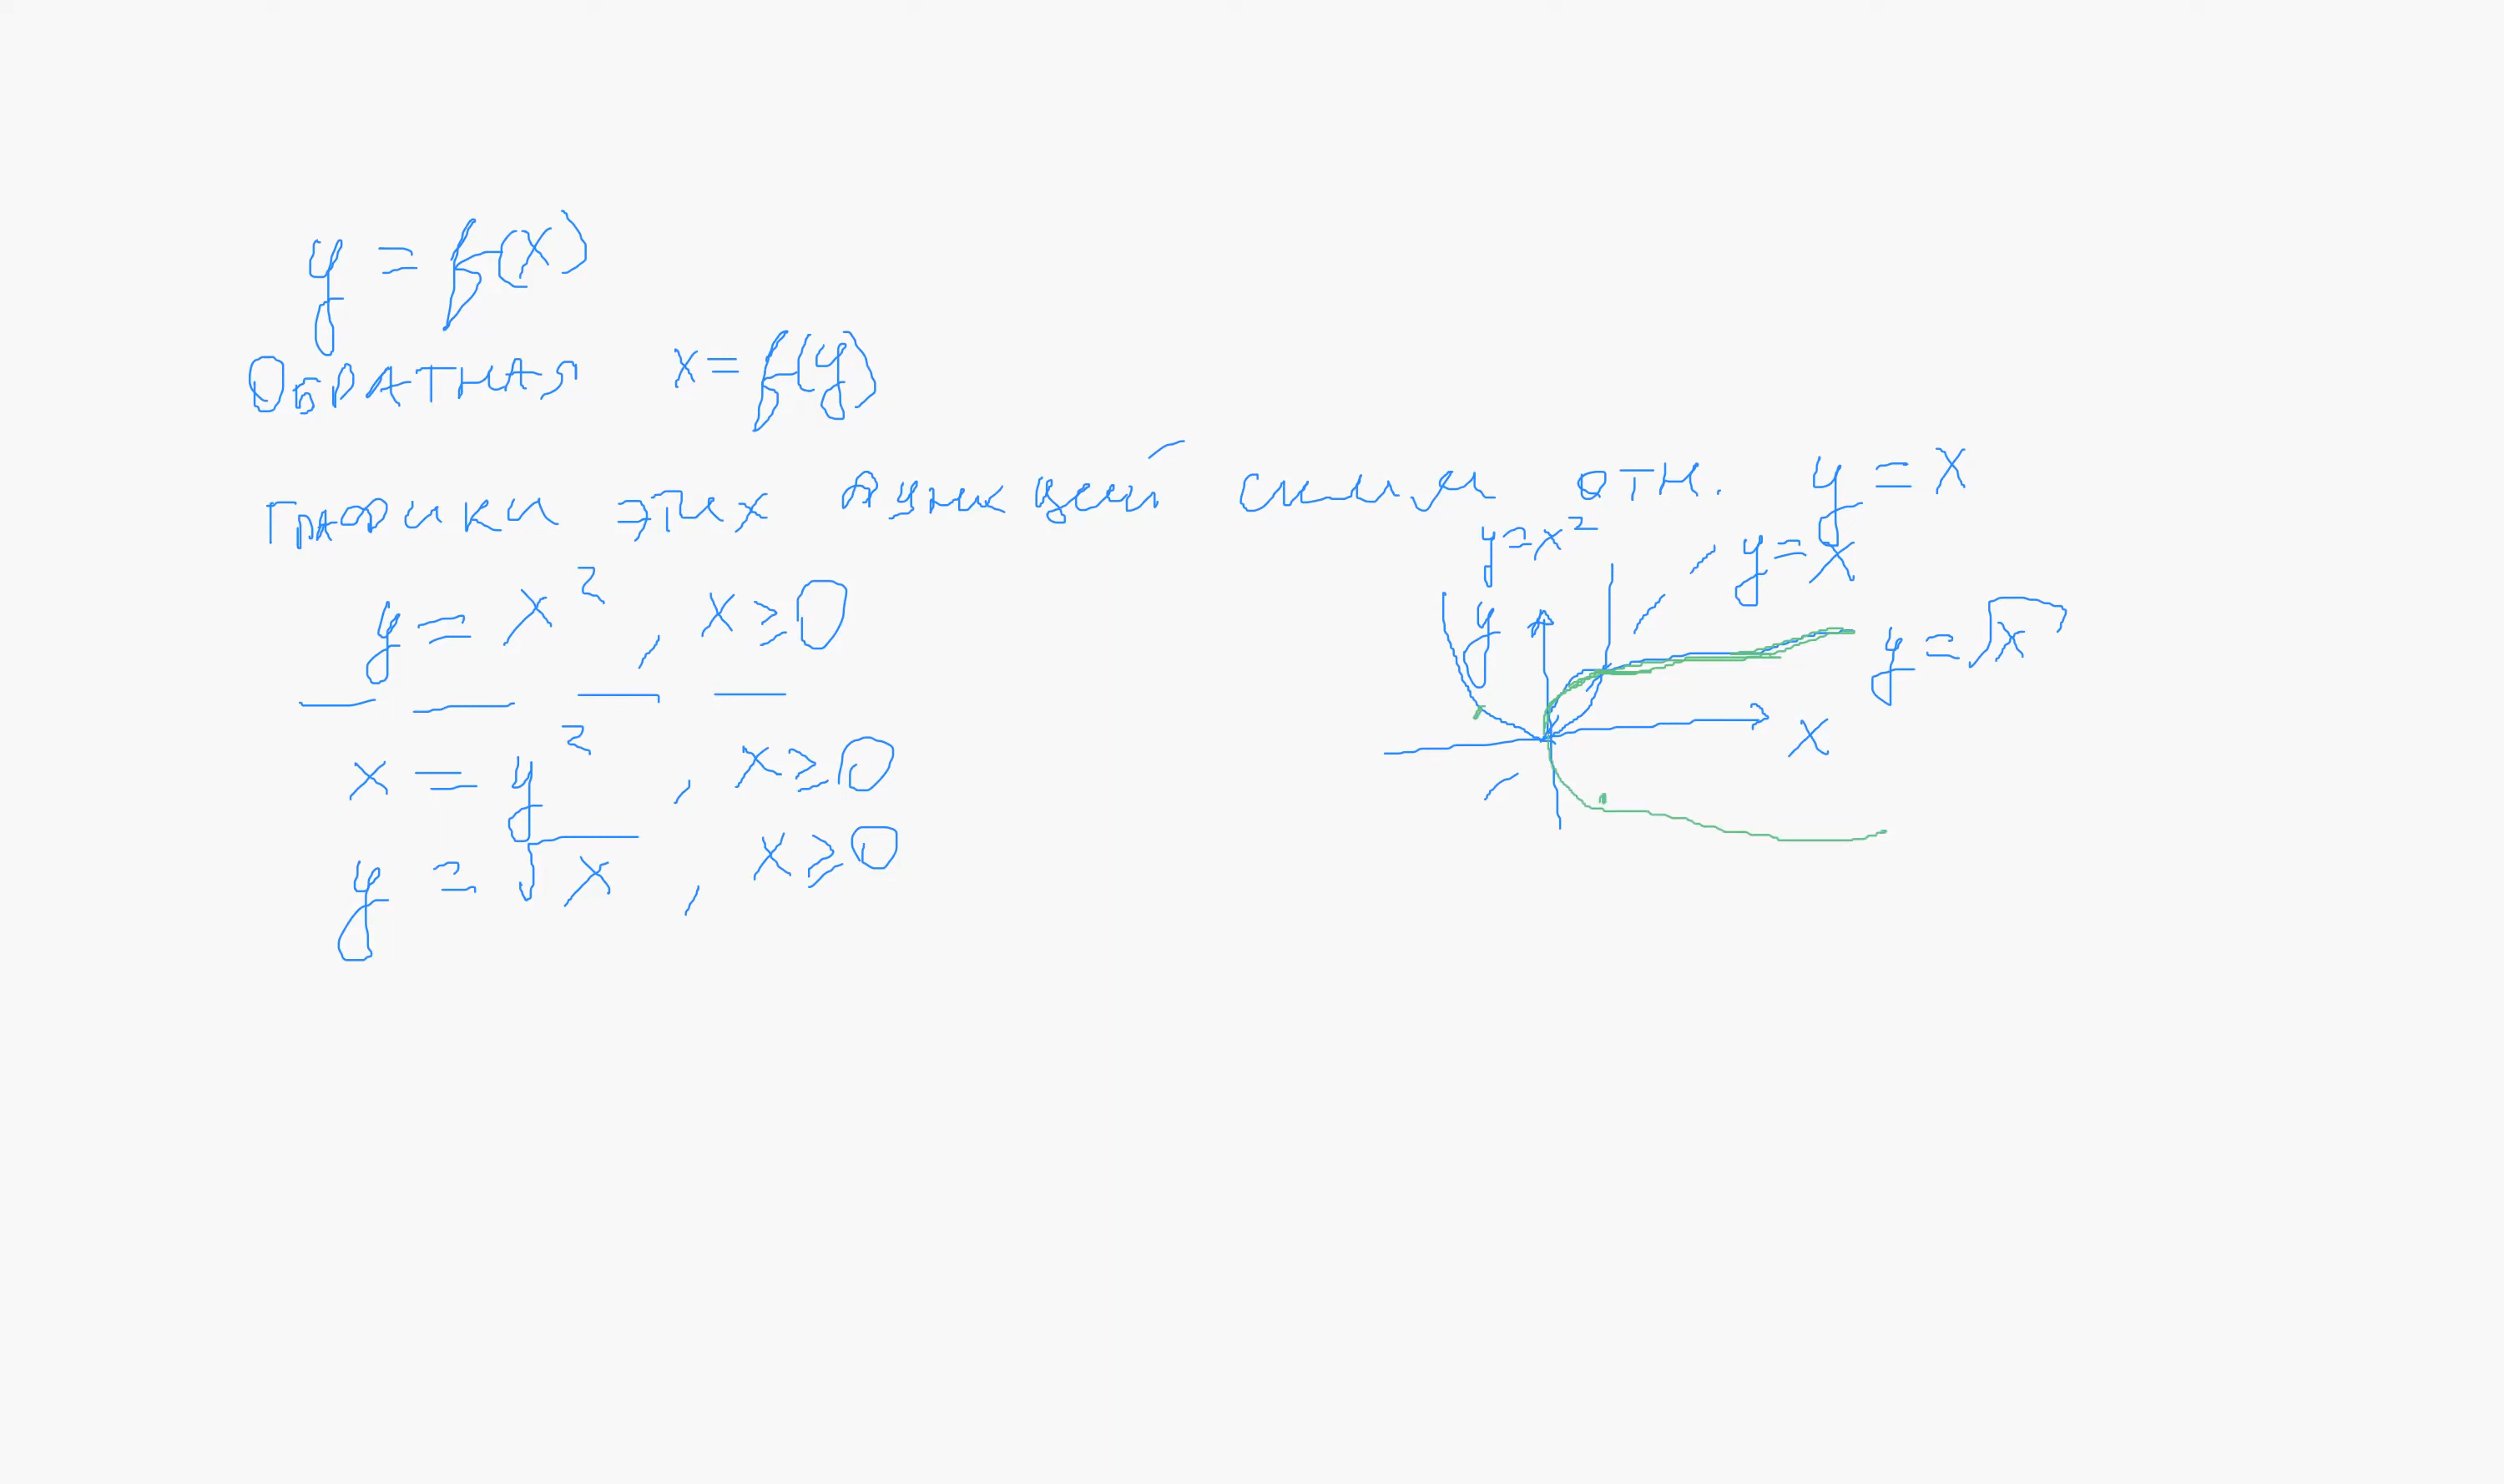 y = f(x)
Обратная x = f(y)
Графики этих функций симм. отн. y = x
y = x²
y = x
y = x² , x ≥ 0
y
y = √x
x
x = y² , x ≥ 0
y = √x , x ≥ 0